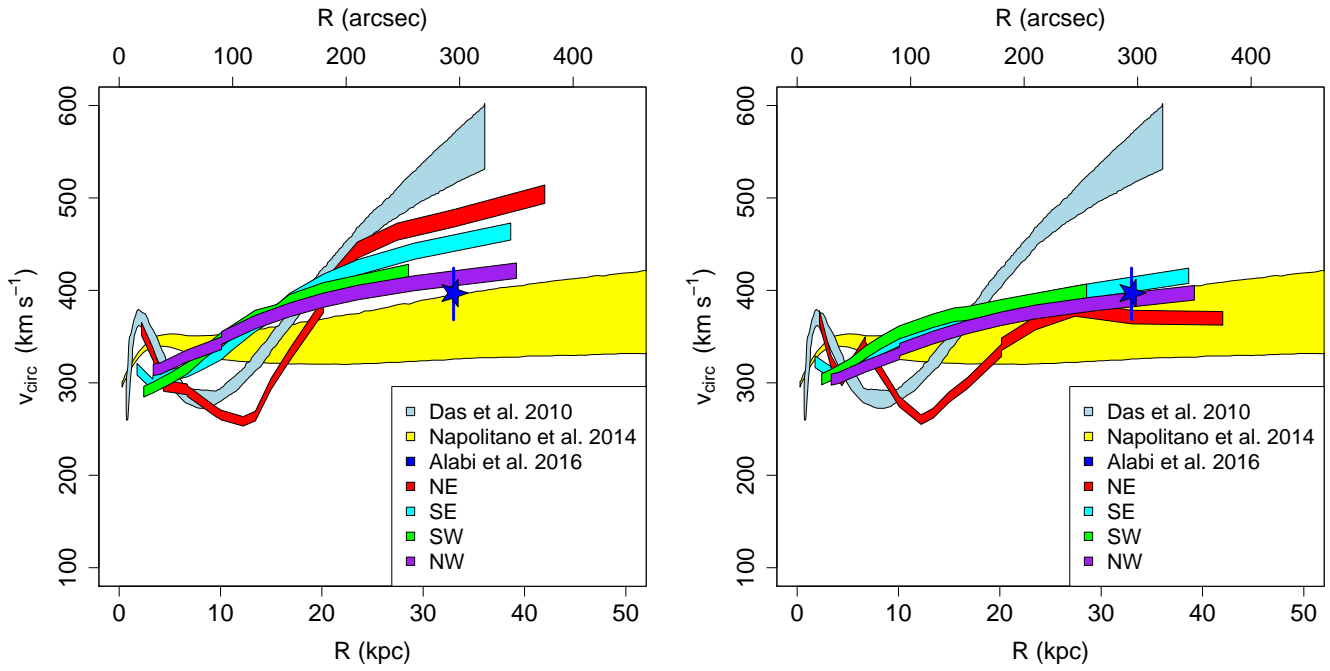 R (arcsec)
0 100 200 300 400
600
500
400
300
200
100
v_circ (km s⁻¹)
Das et al. 2010
Napolitano et al. 2014
Alabi et al. 2016
NE
SE
SW
NW
0 10 20 30 40 50
R (kpc)
R (arcsec)
0 100 200 300 400
600
500
400
300
200
100
v_circ (km s⁻¹)
Das et al. 2010
Napolitano et al. 2014
Alabi et al. 2016
NE
SE
SW
NW
0 10 20 30 40 50
R (kpc)